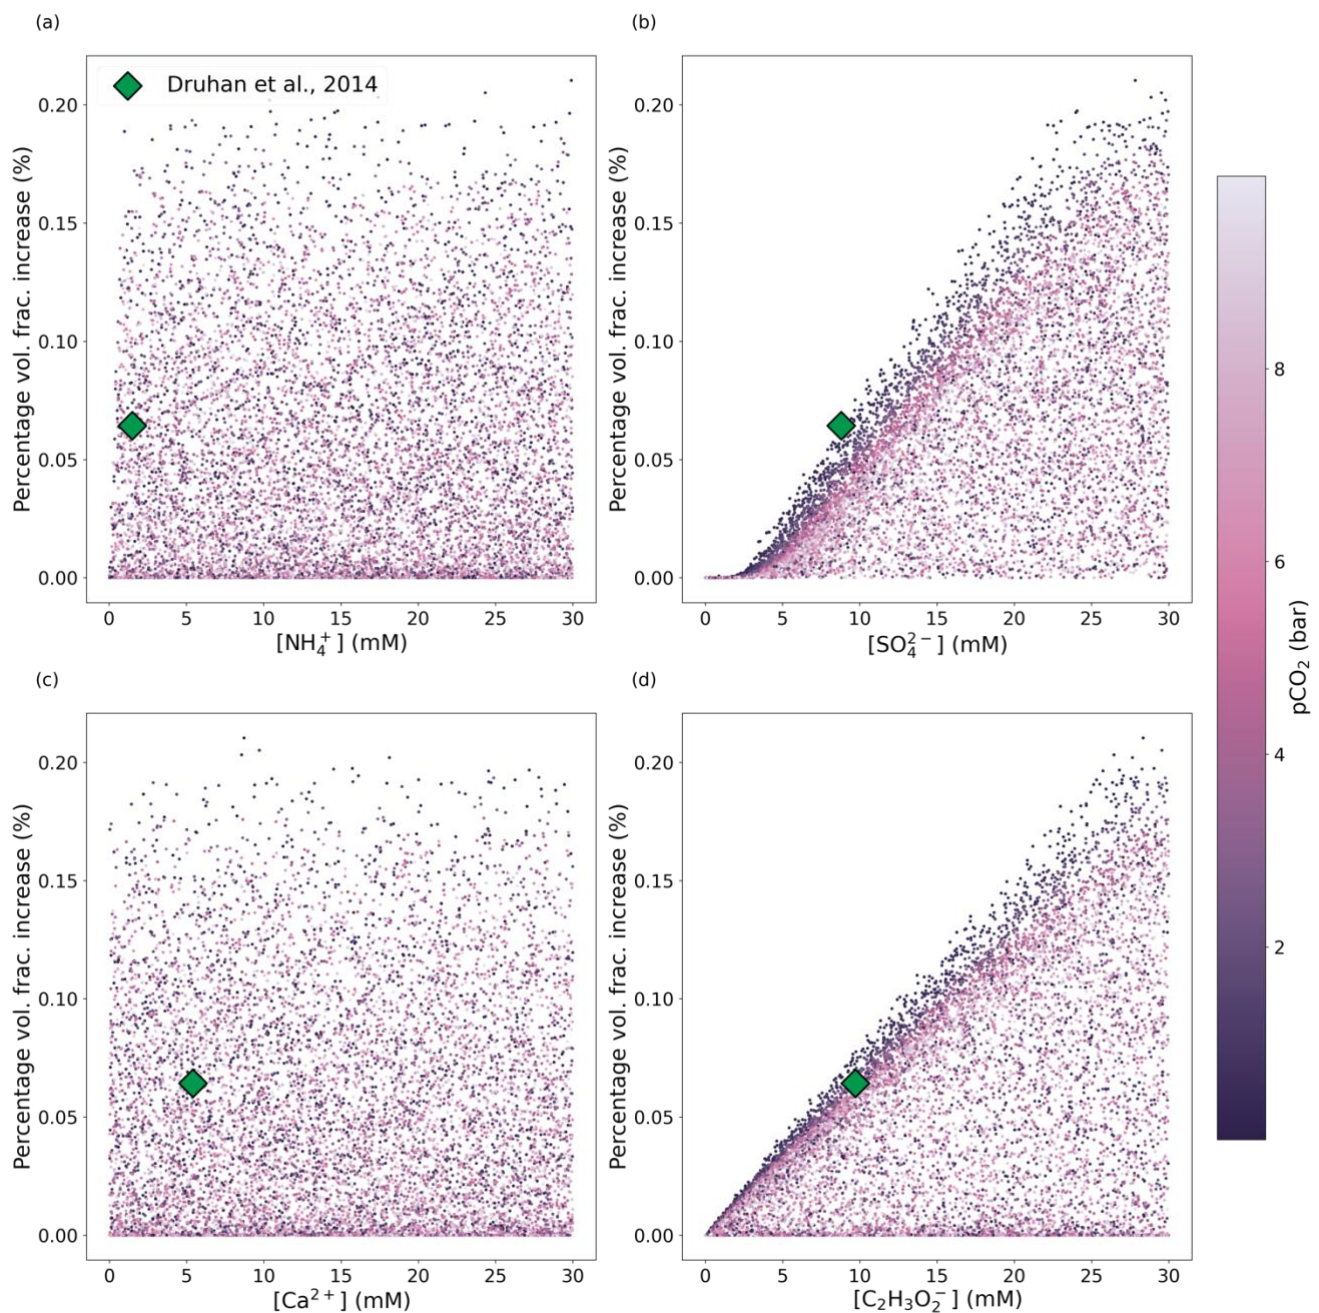 (a)
(b)
Druhan et al., 2014
Percentage vol. frac. increase (%)
0.20
0.15
0.10
0.05
0.00
0 5 10 15 20 25 30
[NH₄⁺] (mM)
Percentage vol. frac. increase (%)
0.20
0.15
0.10
0.05
0.00
0 5 10 15 20 25 30
[SO₄²⁻] (mM)
(c)
(d)
Percentage vol. frac. increase (%)
0.20
0.15
0.10
0.05
0.00
0 5 10 15 20 25 30
[Ca²⁺] (mM)
Percentage vol. frac. increase (%)
0.20
0.15
0.10
0.05
0.00
0 5 10 15 20 25 30
[C₂H₃O₂⁻] (mM)
8
6
4
2
pCO₂ (bar)